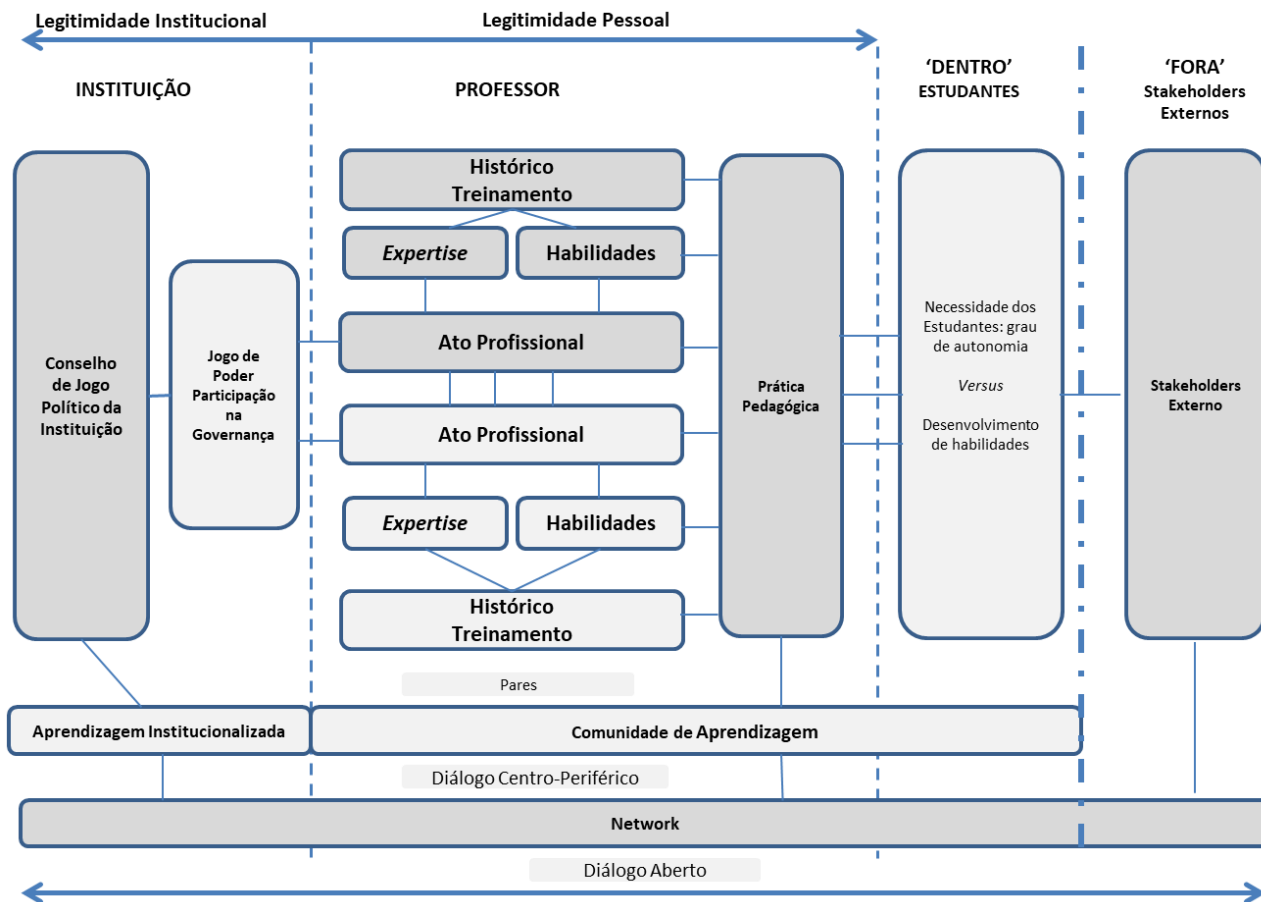 Legitimidade Institucional
Legitimidade Pessoal
INSTITUIÇÃO
PROFESSOR
'DENTRO'
ESTUDANTES
'FORA'
Stakeholders
Externos
Conselho
de Jogo
Político da
Instituição
Jogo de
Poder
Participação
na
Governança
Histórico
Treinamento
Expertise
Habilidades
Ato Profissional
Ato Profissional
Expertise
Habilidades
Histórico
Treinamento
Prática
Pedagógica
Necessidade dos
Estudantes: grau
de autonomia
Versus
Desenvolvimento
de habilidades
Stakeholders
Externo
Pares
Aprendizagem Institucionalizada
Comunidade de Aprendizagem
Diálogo Centro-Periférico
Network
Diálogo Aberto